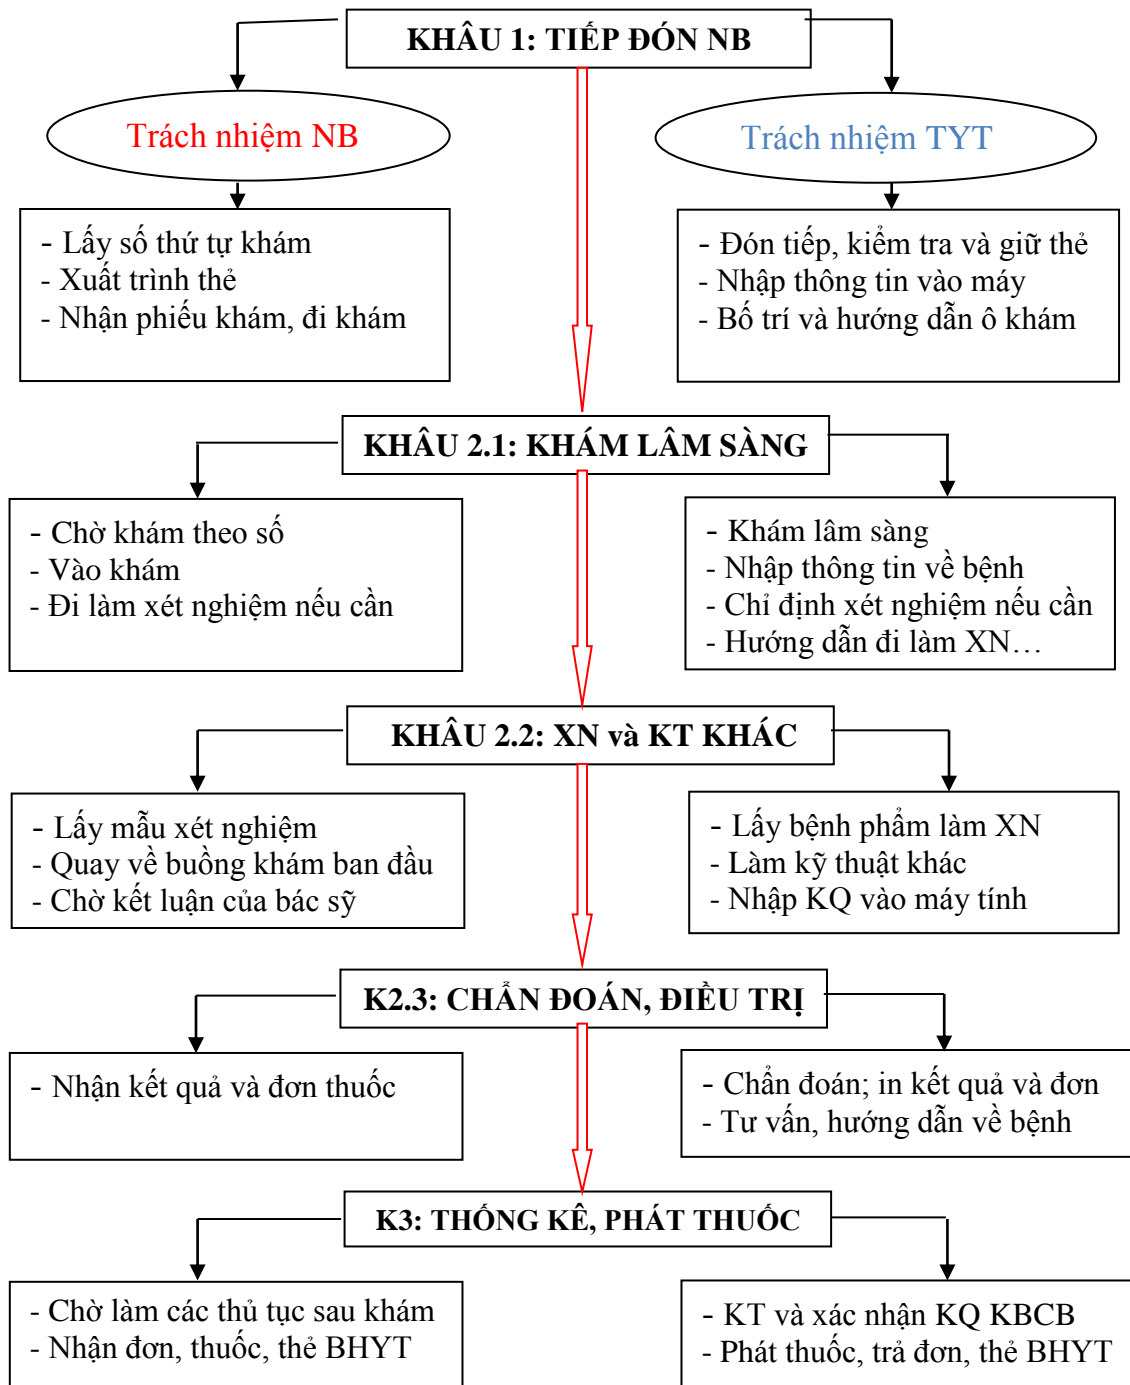 KHÂU 1: TIẾP ĐÓN NB
Trách nhiệm NB
Trách nhiệm TYT
- Lấy số thứ tự khám
- Xuất trình thẻ
- Nhận phiếu khám, đi khám
- Đón tiếp, kiểm tra và giữ thẻ
- Nhập thông tin vào máy
- Bố trí và hướng dẫn ô khám
KHÂU 2.1: KHÁM LÂM SÀNG
- Chờ khám theo số
- Vào khám
- Đi làm xét nghiệm nếu cần
- Khám lâm sàng
- Nhập thông tin về bệnh
- Chỉ định xét nghiệm nếu cần
- Hướng dẫn đi làm XN…
KHÂU 2.2: XN và KT KHÁC
- Lấy mẫu xét nghiệm
- Quay về buồng khám ban đầu
- Chờ kết luận của bác sỹ
- Lấy bệnh phẩm làm XN
- Làm kỹ thuật khác
- Nhập KQ vào máy tính
K2.3: CHẨN ĐOÁN, ĐIỀU TRỊ
- Nhận kết quả và đơn thuốc
- Chẩn đoán; in kết quả và đơn
- Tư vấn, hướng dẫn về bệnh
K3: THỐNG KÊ, PHÁT THUỐC
- Chờ làm các thủ tục sau khám
- Nhận đơn, thuốc, thẻ BHYT
- KT và xác nhận KQ KBCB
- Phát thuốc, trả đơn, thẻ BHYT